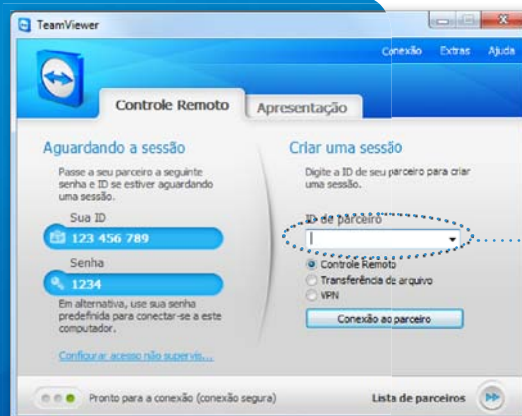 TeamViewer
Conexão Extras Ajuda
Controle Remoto
Apresentação
Aguardando a sessão
Passe a seu parceiro a seguinte
senha e ID se estiver aguardando
uma sessão.
Sua ID
123 456 789
Senha
1234
Em alternativa, use sua senha
predefinida para conectar-se a este
computador.
Configurar acesso não supervis...
Criar uma sessão
Digite a ID de seu parceiro para criar
uma sessão.
ID de parceiro
Controle Remoto
Transferência de arquivo
VPN
Conexão ao parceiro
Pronto para a conexão (conexão segura)
Lista de parceiros